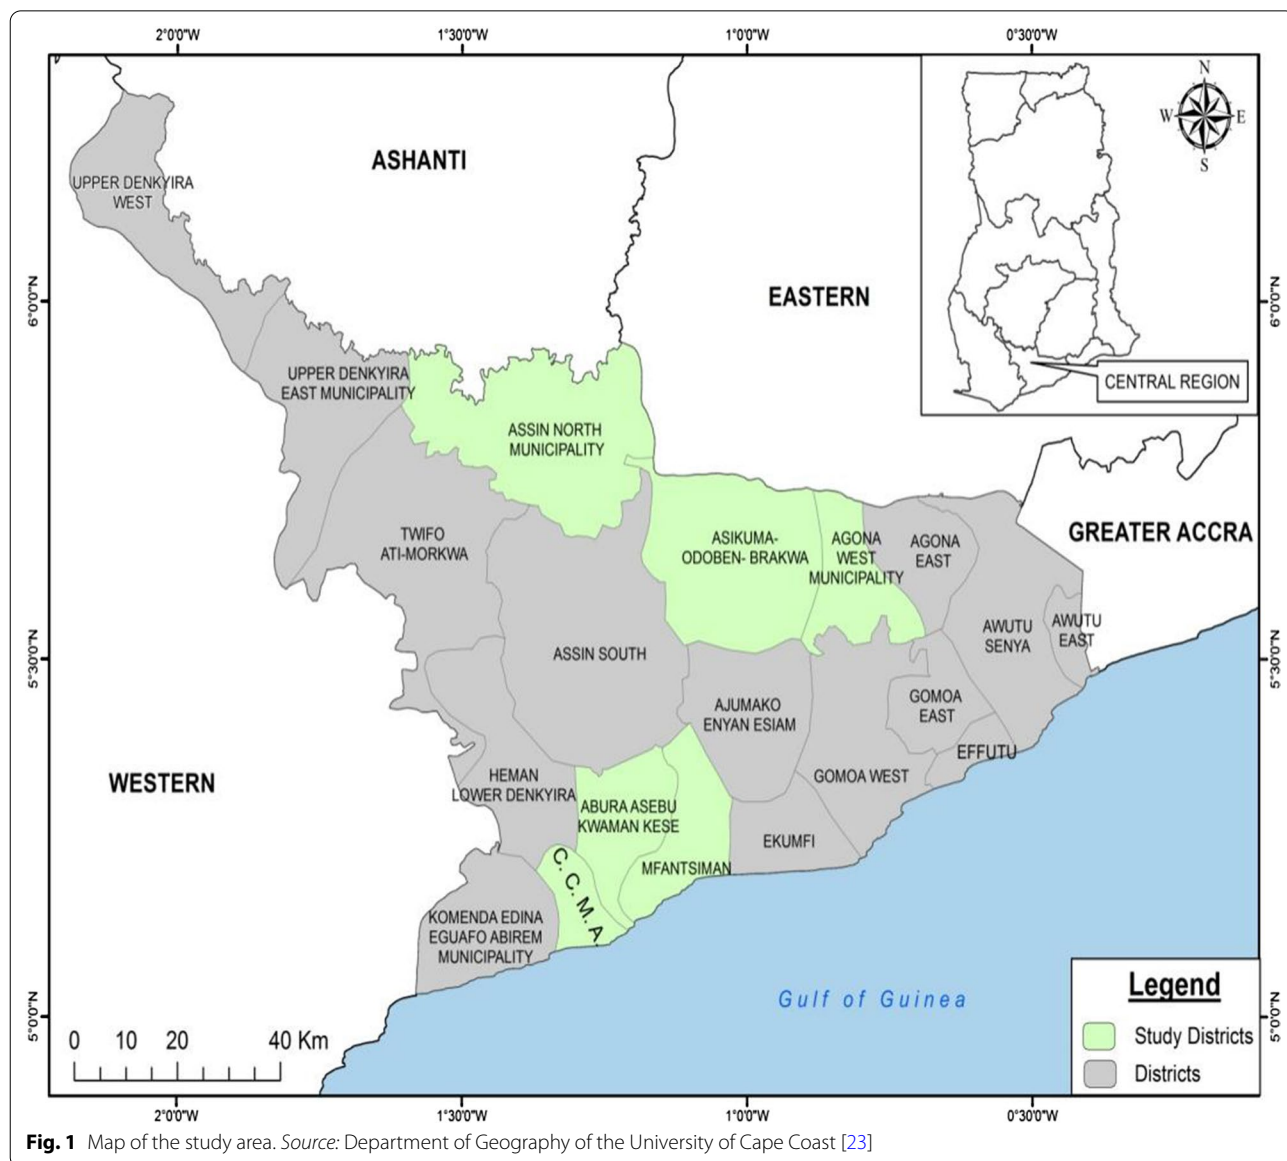 2°0'0"W 1°30'0"W 1°0'0"W 0°30'0"W
N
W E
S
ASHANTI
UPPER DENKYIRA
WEST
EASTERN
6°0'0"N
6°0'0"N
CENTRAL REGION
UPPER DENKYIRA
EAST MUNICIPALITY
ASSIN NORTH
MUNICIPALITY
TWIFO
ATI-MORKWA
ASIKUMA-
ODOBEN- BRAKWA
AGONA
WEST
MUNICIPALITY
AGONA
EAST
GREATER ACCRA
AWUTU
SENYA
AWUTU
EAST
5°30'0"N
5°30'0"N
ASSIN SOUTH
AJUMAKO
ENYAN ESIAM
GOMOA
EAST
EFFUTU
WESTERN
HEMAN
LOWER DENKYIRA
GOMOA WEST
ABURA ASEBU
KWAMAN KESE
EKUMFI
MFANTSIMAN
C. C. M. A.
KOMENDA EDINA
EGUAFO ABIREM
MUNICIPALITY
Gulf of Guinea
5°0'0"N
5°0'0"N
Legend
Study Districts
Districts
0 10 20 40 Km
2°0'0"W 1°30'0"W 1°0'0"W 0°30'0"W
Fig. 1 Map of the study area. Source: Department of Geography of the University of Cape Coast [23]